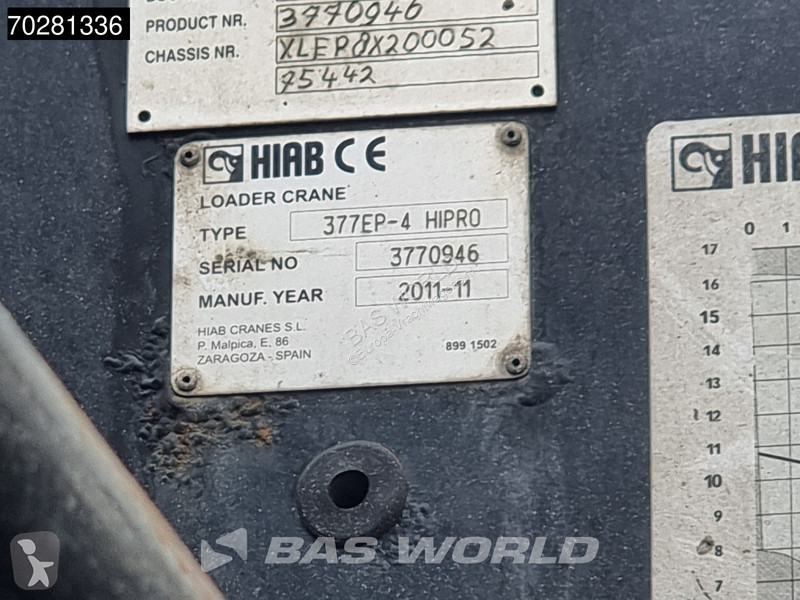 70281336
PRODUCT NR. 3770946
CHASSIS NR. XLEP8X200052
75442
HIAB CE
LOADER CRANE
TYPE 377EP-4 HIPRO
SERIAL NO 3770946
MANUF. YEAR 2011-11
HIAB CRANES S.L.
P. Malpica, E, 86
ZARAGOZA - SPAIN
899 1502
HIAB
0 1
17
16
15
14
13
12
11
10
9
8
7
BAS WORLD